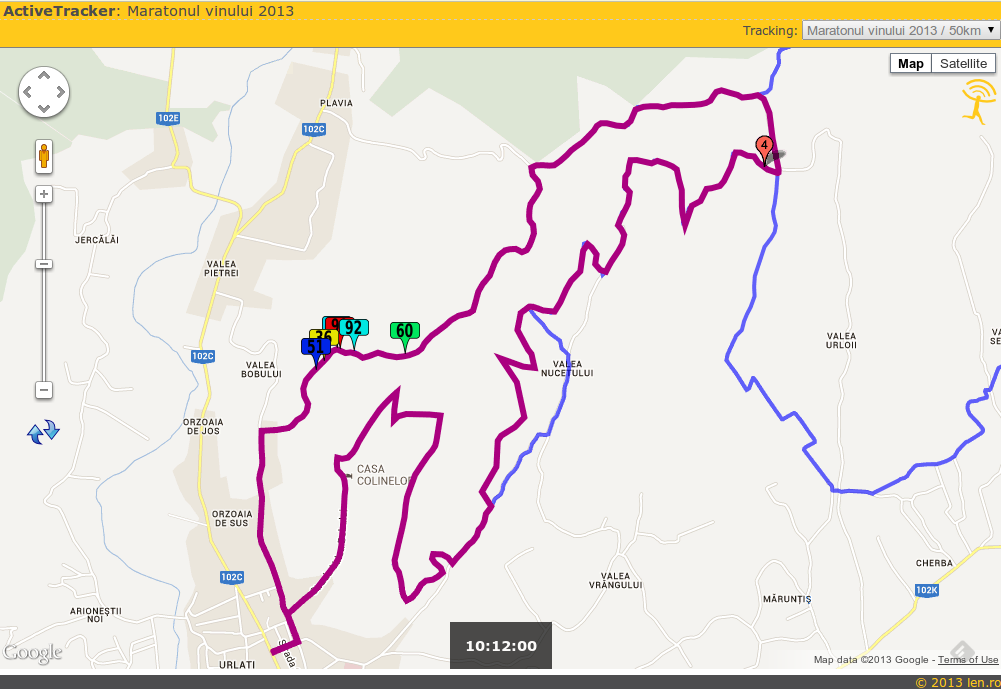 ActiveTracker: Maratonul vinului 2013
Tracking: Maratonul vinului 2013 / 50km
Map
Satellite
PLAVIA
102E
102C
4
JERCĂLĂI
VALEA
PIETREI
92
60
36
51
102C
VALEA
BOBULUI
VALEA
NUCETULUI
VALEA
URLOII
ORZOAIA
DE JOS
CASA
COLINELOR
ORZOAIA
DE SUS
102C
VALEA
VRÂNGULUI
CHERBA
102K
MĂRUNȚIȘ
ARIONEȘTII
NOI
10:12:00
Google
URLATI
Map data ©2013 Google - Terms of Use
© 2013 len.ro